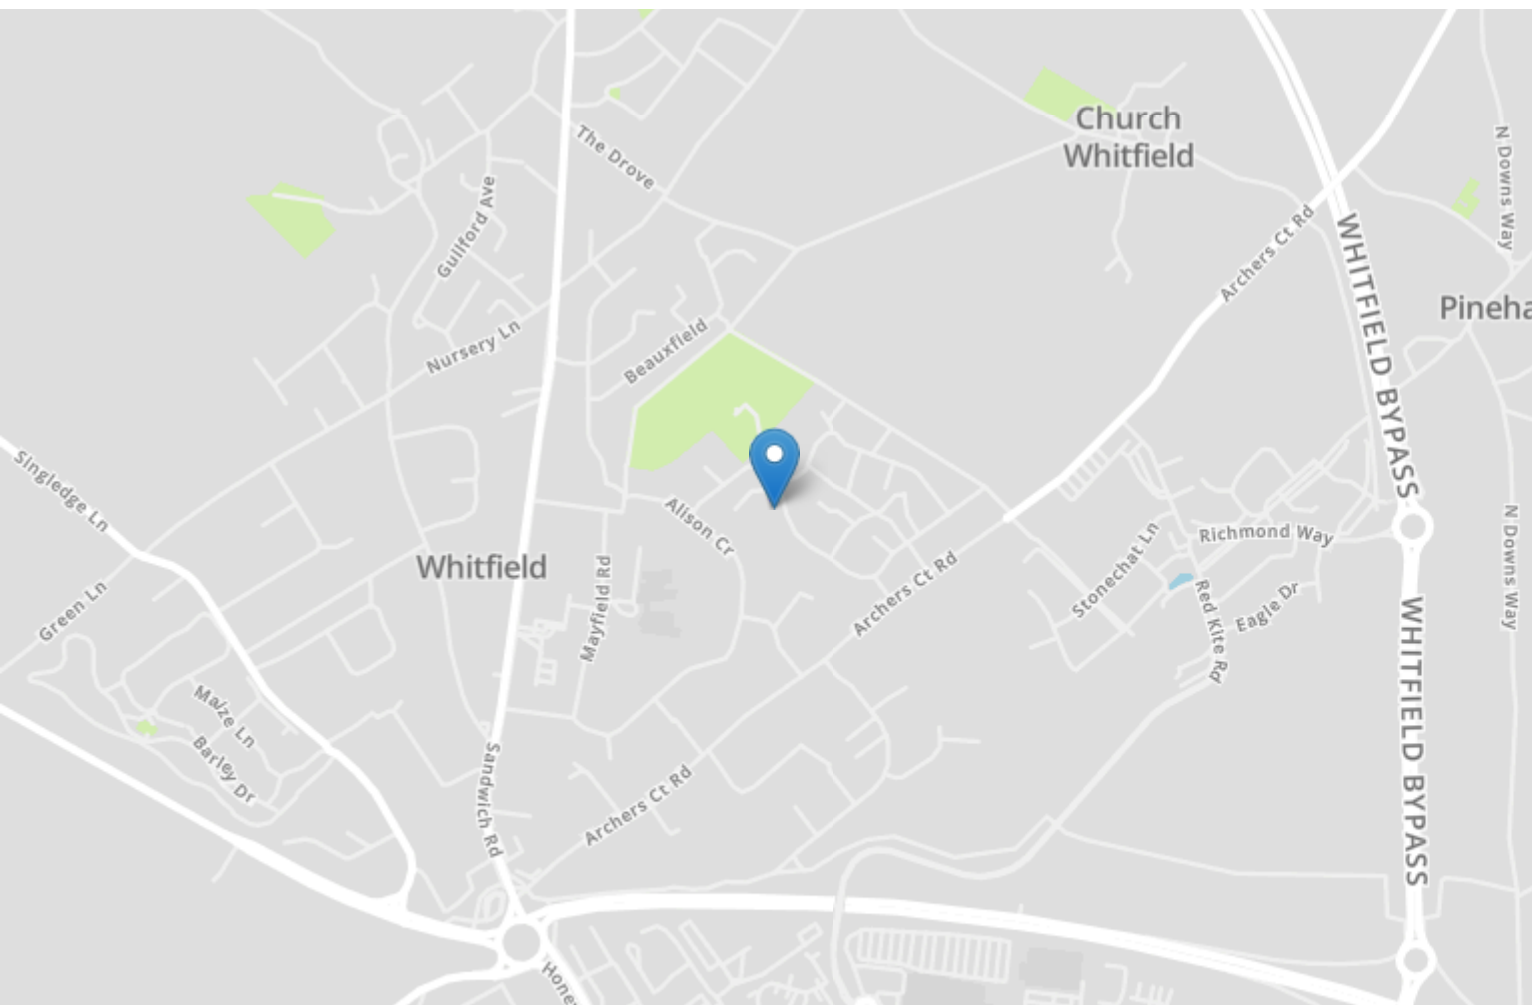 Church
Whitfield
The Drove
N Downs Way
Guilford Ave
Archers Ct Rd
WHITFIELD BYPASS
Pineha
Nursery Ln
Beauxfield
Singledge Ln
Alison Cr
Richmond Way
Stonechat Ln
N Downs Way
Whitfield
Mayfield Rd
Archers Ct Rd
Green Ln
Red Kite Rd
Eagle Dr
WHITFIELD BYPASS
Maize Ln
Barley Dr
Sandwich Rd
Archers Ct Rd
Hone